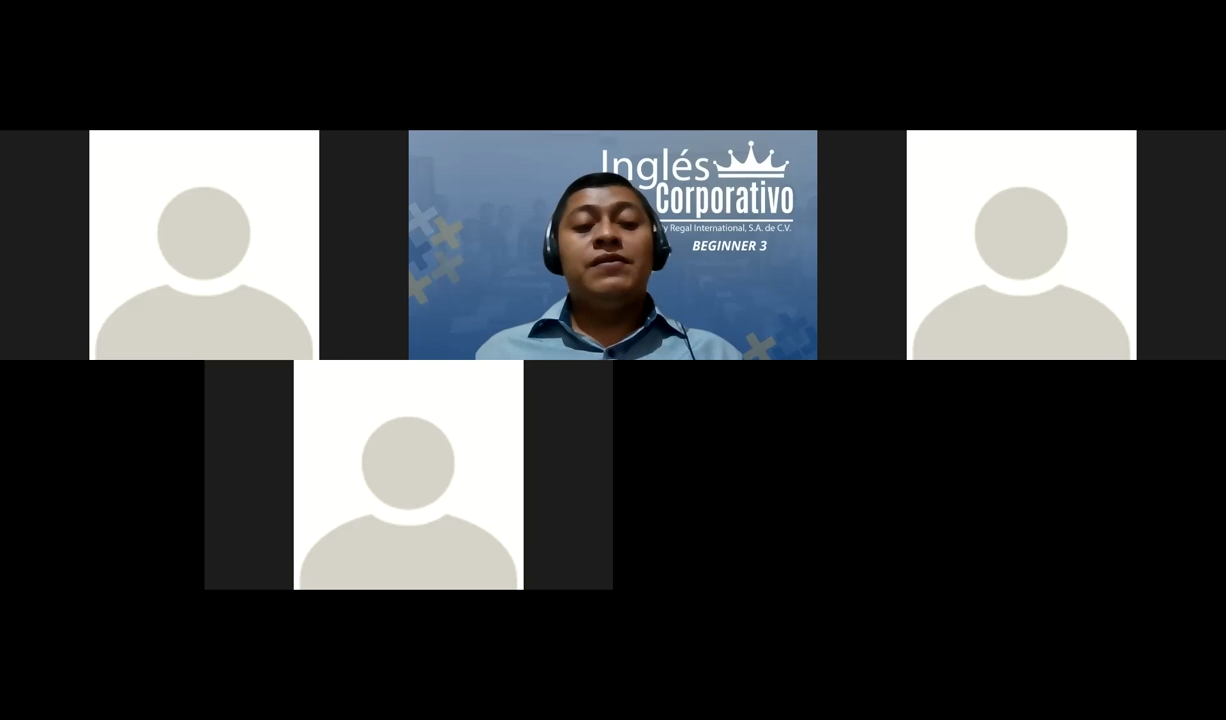 Inglés
Corporativo
y Regal International, S.A. de C.V.
BEGINNER 3